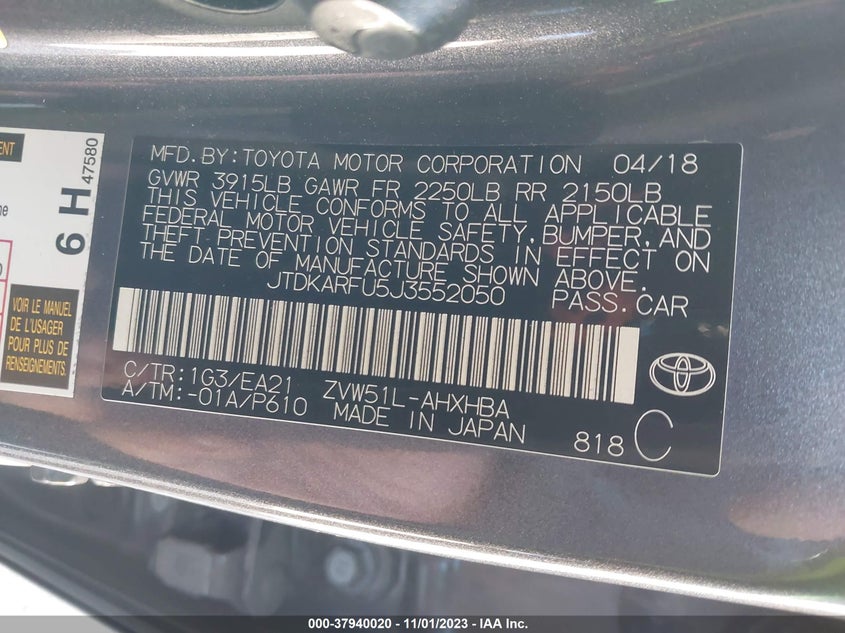 ENT
ne
6 H
47580
VOIR LE MANUEL
DE L'USAGER
POUR PLUS DE
RENSEIGNEMENTS.
MFD.BY:TOYOTA MOTOR CORPORATION 04/18
GVWR 3915LB GAWR FR 2250LB RR 2150LB
THIS VEHICLE CONFORMS TO ALL APPLICABLE
FEDERAL MOTOR VEHICLE SAFETY,BUMPER,AND
THEFT PREVENTION STANDARDS IN EFFECT ON
THE DATE OF MANUFACTURE SHOWN ABOVE.
JTDKARFU5J3552050 PASS.CAR
C/TR:1G3/EA21 ZVW51L-AHXHBA
A/TM:-01A/P610 MADE IN JAPAN
818 C
000-37940020 - 11/01/2023 - IAA Inc.